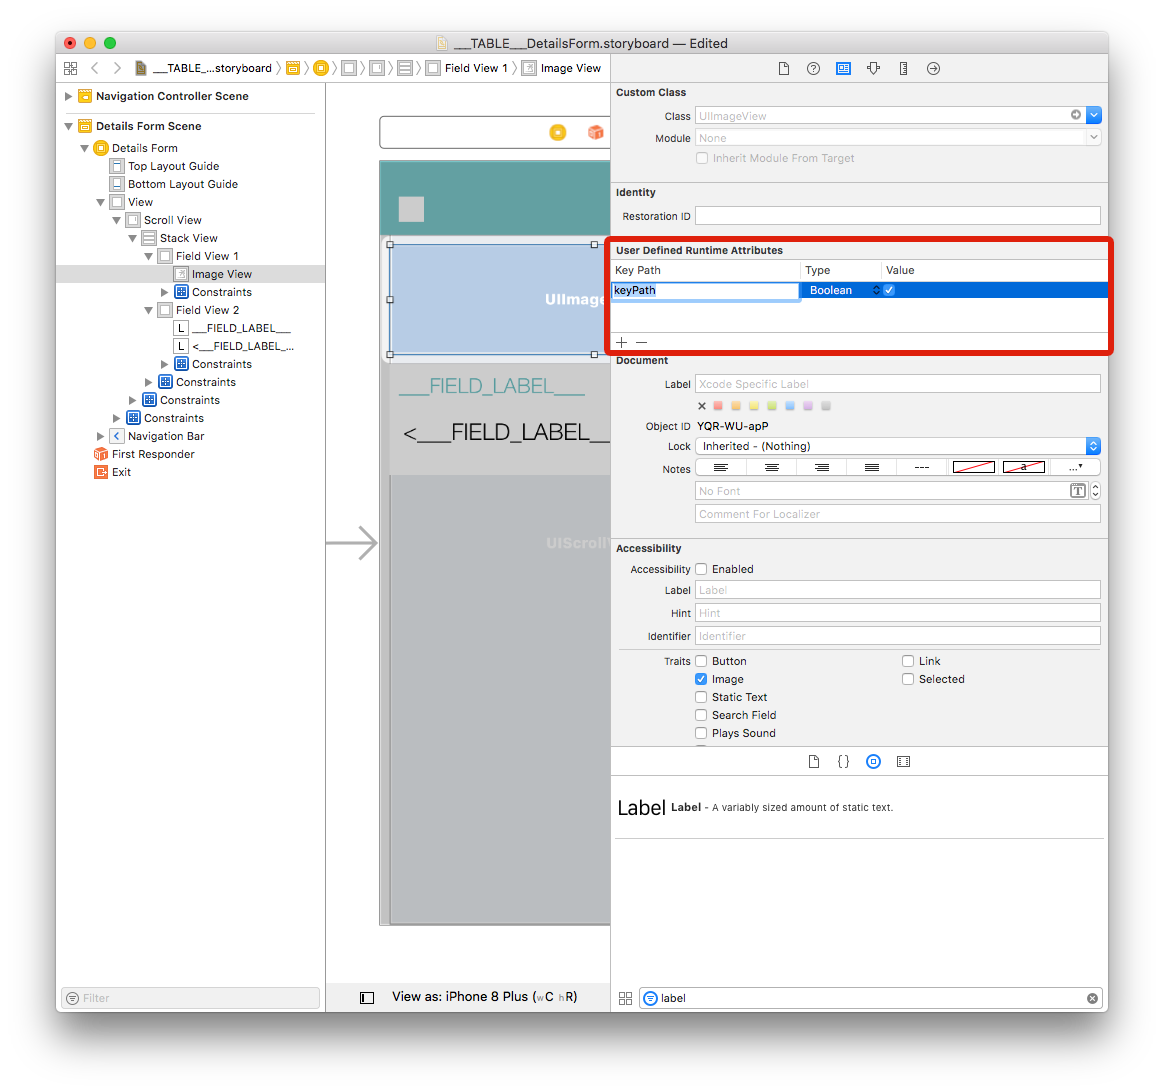 ___TABLE___DetailsForm.storyboard — Edited
___TABLE_...storyboard
Field View 1
Image View
Navigation Controller Scene
Details Form Scene
Details Form
Top Layout Guide
Bottom Layout Guide
View
Scroll View
Stack View
Field View 1
Image View
Constraints
Field View 2
L ___FIELD_LABEL___
L <___FIELD_LABEL_...
Constraints
Constraints
Constraints
Constraints
Navigation Bar
First Responder
Exit
Filter
UIImage
___FIELD_LABEL___
<___FIELD_LABEL__
UIScroll
View as: iPhone 8 Plus (wC hR)
Custom Class
Class UIImageView
Module None
Inherit Module From Target
Identity
Restoration ID
User Defined Runtime Attributes
Key Path Type Value
keyPath Boolean
Document
Label Xcode Specific Label
Object ID YQR-WU-apP
Lock Inherited - (Nothing)
Notes
a
...
No Font
T
Comment For Localizer
Accessibility
Accessibility Enabled
Label Label
Hint Hint
Identifier Identifier
Traits Button Link
Image Selected
Static Text
Search Field
Plays Sound
{}
Label Label - A variably sized amount of static text.
label